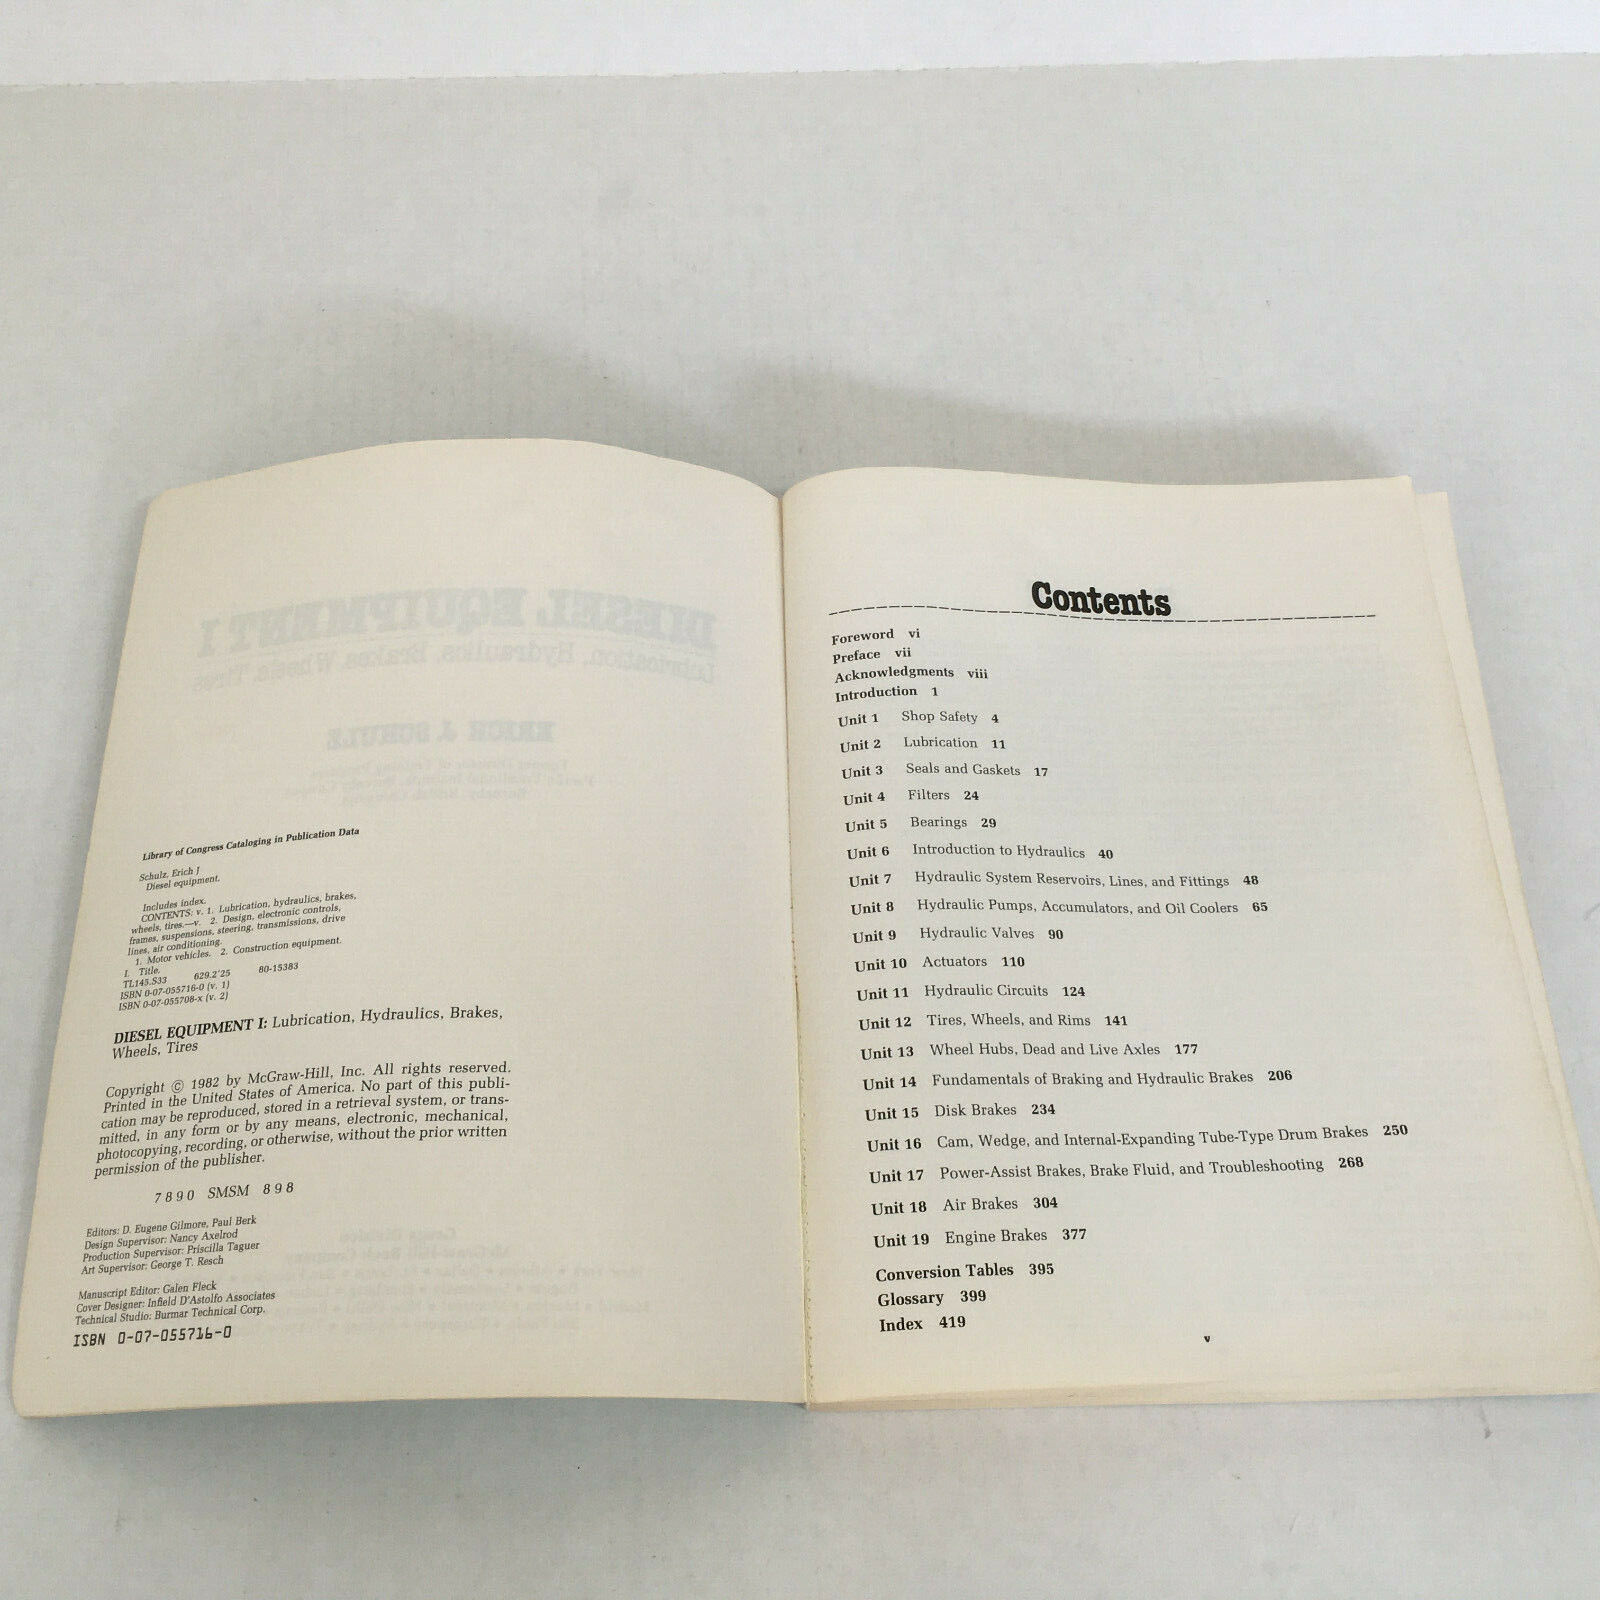 Library of Congress Cataloging in Publication Data
Schulz, Erich J
Diesel equipment.
Includes index.
CONTENTS: v. 1. Lubrication, hydraulics, brakes,
wheels, tires.—v. 2. Design, electronic controls,
frames, suspensions, steering, transmissions, drive
lines, air conditioning.
1. Motor vehicles. 2. Construction equipment.
I. Title.
TL145.S33 629.2'25 80-15383
ISBN 0-07-055716-0 (v. 1)
ISBN 0-07-055708-x (v. 2)
DIESEL EQUIPMENT I: Lubrication, Hydraulics, Brakes,
Wheels, Tires
Copyright © 1982 by McGraw-Hill, Inc. All rights reserved.
Printed in the United States of America. No part of this publi-
cation may be reproduced, stored in a retrieval system, or trans-
mitted, in any form or by any means, electronic, mechanical,
photocopying, recording, or otherwise, without the prior written
permission of the publisher.
7 8 9 0 SMSM 8 9 8
Editors: D. Eugene Gilmore, Paul Berk
Design Supervisor: Nancy Axelrod
Production Supervisor: Priscilla Taguer
Art Supervisor: George T. Resch
Manuscript Editor: Galen Fleck
Cover Designer: Infield D'Astolfo Associates
Technical Studio: Burmar Technical Corp.
ISBN 0-07-055716-0
Contents
Foreword vi
Preface vii
Acknowledgments viii
Introduction 1
Unit 1 Shop Safety 4
Unit 2 Lubrication 11
Unit 3 Seals and Gaskets 17
Unit 4 Filters 24
Unit 5 Bearings 29
Unit 6 Introduction to Hydraulics 40
Unit 7 Hydraulic System Reservoirs, Lines, and Fittings 48
Unit 8 Hydraulic Pumps, Accumulators, and Oil Coolers 65
Unit 9 Hydraulic Valves 90
Unit 10 Actuators 110
Unit 11 Hydraulic Circuits 124
Unit 12 Tires, Wheels, and Rims 141
Unit 13 Wheel Hubs, Dead and Live Axles 177
Unit 14 Fundamentals of Braking and Hydraulic Brakes 206
Unit 15 Disk Brakes 234
Unit 16 Cam, Wedge, and Internal-Expanding Tube-Type Drum Brakes 250
Unit 17 Power-Assist Brakes, Brake Fluid, and Troubleshooting 268
Unit 18 Air Brakes 304
Unit 19 Engine Brakes 377
Conversion Tables 395
Glossary 399
Index 419
v